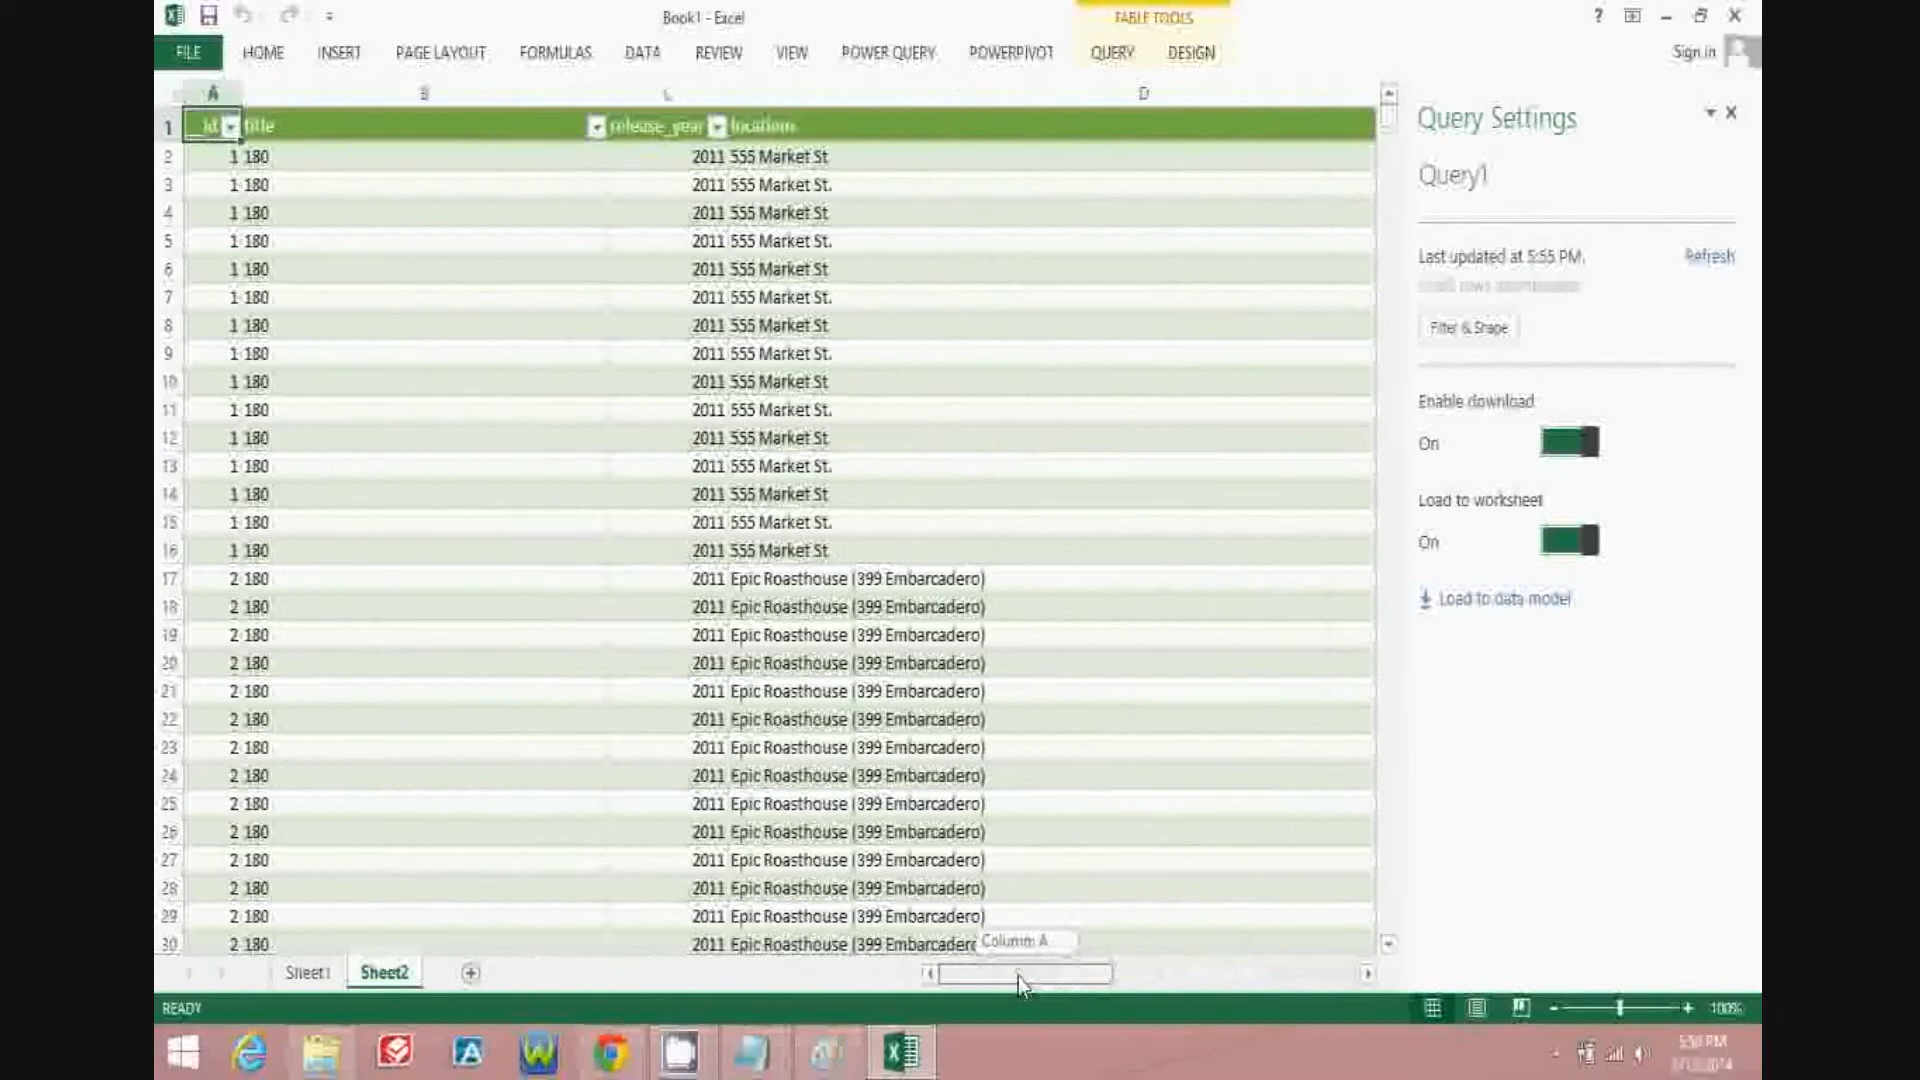 Book1 - Excel
TABLE TOOLS
?
FILE HOME INSERT PAGE LAYOUT FORMULAS DATA REVIEW VIEW POWER QUERY POWERPIVOT QUERY DESIGN
Sign in
A B C D
1 id title release_year locations
2 1 180 2011 555 Market St.
3 1 180 2011 555 Market St.
4 1 180 2011 555 Market St.
5 1 180 2011 555 Market St.
6 1 180 2011 555 Market St.
7 1 180 2011 555 Market St.
8 1 180 2011 555 Market St.
9 1 180 2011 555 Market St.
10 1 180 2011 555 Market St.
11 1 180 2011 555 Market St.
12 1 180 2011 555 Market St.
13 1 180 2011 555 Market St.
14 1 180 2011 555 Market St.
15 1 180 2011 555 Market St.
16 1 180 2011 555 Market St.
17 2 180 2011 Epic Roasthouse (399 Embarcadero)
18 2 180 2011 Epic Roasthouse (399 Embarcadero)
19 2 180 2011 Epic Roasthouse (399 Embarcadero)
20 2 180 2011 Epic Roasthouse (399 Embarcadero)
21 2 180 2011 Epic Roasthouse (399 Embarcadero)
22 2 180 2011 Epic Roasthouse (399 Embarcadero)
23 2 180 2011 Epic Roasthouse (399 Embarcadero)
24 2 180 2011 Epic Roasthouse (399 Embarcadero)
25 2 180 2011 Epic Roasthouse (399 Embarcadero)
26 2 180 2011 Epic Roasthouse (399 Embarcadero)
27 2 180 2011 Epic Roasthouse (399 Embarcadero)
28 2 180 2011 Epic Roasthouse (399 Embarcadero)
29 2 180 2011 Epic Roasthouse (399 Embarcadero)
30 2 180 2011 Epic Roasthouse (399 Embarcadero
Column: A
Sheet1 Sheet2
READY
100%
Query Settings
Query1
Last updated at 5:55 PM.
Refresh
rows downloaded
Filter & Shape
Enable download
On
Load to worksheet
On
Load to data model
PM
2014